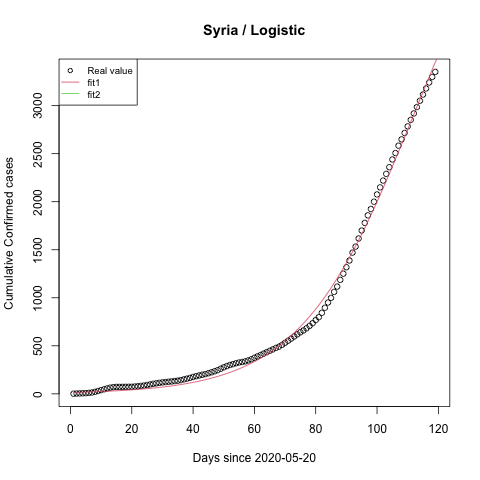 Syria / Logistic
Real value
fit1
fit2
Cumulative Confirmed cases
3000
2500
2000
1500
1000
500
0
0 20 40 60 80 100 120
Days since 2020-05-20